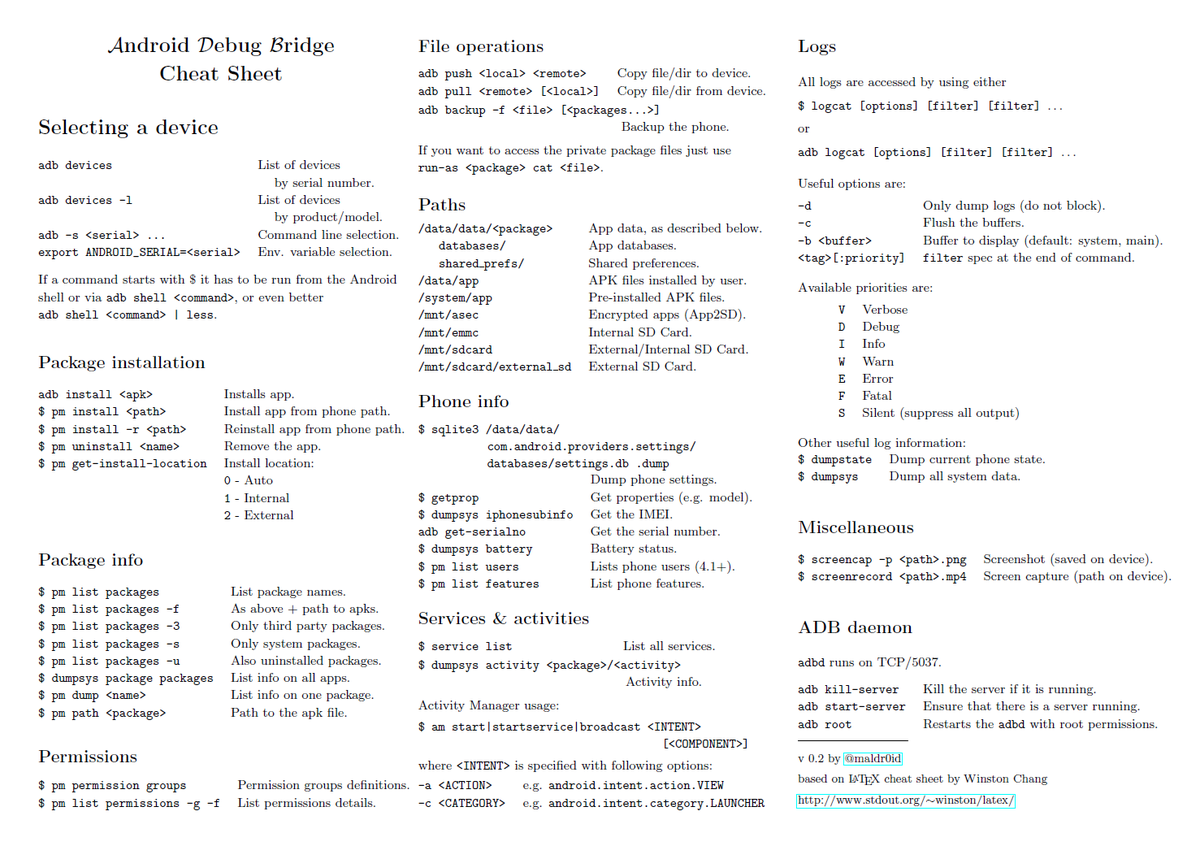 Android Debug Bridge
Cheat Sheet
Selecting a device
adb devices List of devices
by serial number.
adb devices -l List of devices
by product/model.
adb -s <serial> ... Command line selection.
export ANDROID_SERIAL=<serial> Env. variable selection.
If a command starts with $ it has to be run from the Android
shell or via adb shell <command>, or even better
adb shell <command> | less.
Package installation
adb install <apk> Installs app.
$ pm install <path> Install app from phone path.
$ pm install -r <path> Reinstall app from phone path.
$ pm uninstall <name> Remove the app.
$ pm get-install-location Install location:
0 - Auto
1 - Internal
2 - External
Package info
$ pm list packages List package names.
$ pm list packages -f As above + path to apks.
$ pm list packages -3 Only third party packages.
$ pm list packages -s Only system packages.
$ pm list packages -u Also uninstalled packages.
$ dumpsys package packages List info on all apps.
$ pm dump <name> List info on one package.
$ pm path <package> Path to the apk file.
Permissions
$ pm permission groups Permission groups definitions.
$ pm list permissions -g -f List permissions details.
File operations
adb push <local> <remote> Copy file/dir to device.
adb pull <remote> [<local>] Copy file/dir from device.
adb backup -f <file> [<packages...>]
Backup the phone.
If you want to access the private package files just use
run-as <package> cat <file>.
Paths
/data/data/<package> App data, as described below.
databases/ App databases.
shared_prefs/ Shared preferences.
/data/app APK files installed by user.
/system/app Pre-installed APK files.
/mnt/asec Encrypted apps (App2SD).
/mnt/emmc Internal SD Card.
/mnt/sdcard External/Internal SD Card.
/mnt/sdcard/external_sd External SD Card.
Phone info
$ sqlite3 /data/data/
com.android.providers.settings/
databases/settings.db .dump
Dump phone settings.
$ getprop Get properties (e.g. model).
$ dumpsys iphonesubinfo Get the IMEI.
adb get-serialno Get the serial number.
$ dumpsys battery Battery status.
$ pm list users Lists phone users (4.1+).
$ pm list features List phone features.
Services & activities
$ service list List all services.
$ dumpsys activity <package>/<activity>
Activity info.
Activity Manager usage:
$ am start|startservice|broadcast <INTENT>
[<COMPONENT>]
where <INTENT> is specified with following options:
-a <ACTION> e.g. android.intent.action.VIEW
-c <CATEGORY> e.g. android.intent.category.LAUNCHER
Logs
All logs are accessed by using either
$ logcat [options] [filter] [filter] ...
or
adb logcat [options] [filter] [filter] ...
Useful options are:
-d Only dump logs (do not block).
-c Flush the buffers.
-b <buffer> Buffer to display (default: system, main).
<tag>[:priority] filter spec at the end of command.
Available priorities are:
V Verbose
D Debug
I Info
W Warn
E Error
F Fatal
S Silent (suppress all output)
Other useful log information:
$ dumpstate Dump current phone state.
$ dumpsys Dump all system data.
Miscellaneous
$ screencap -p <path>.png Screenshot (saved on device).
$ screenrecord <path>.mp4 Screen capture (path on device).
ADB daemon
adbd runs on TCP/5037.
adb kill-server Kill the server if it is running.
adb start-server Ensure that there is a server running.
adb root Restarts the adbd with root permissions.
v 0.2 by @maldr0id
based on LATEX cheat sheet by Winston Chang
http://www.stdout.org/~winston/latex/